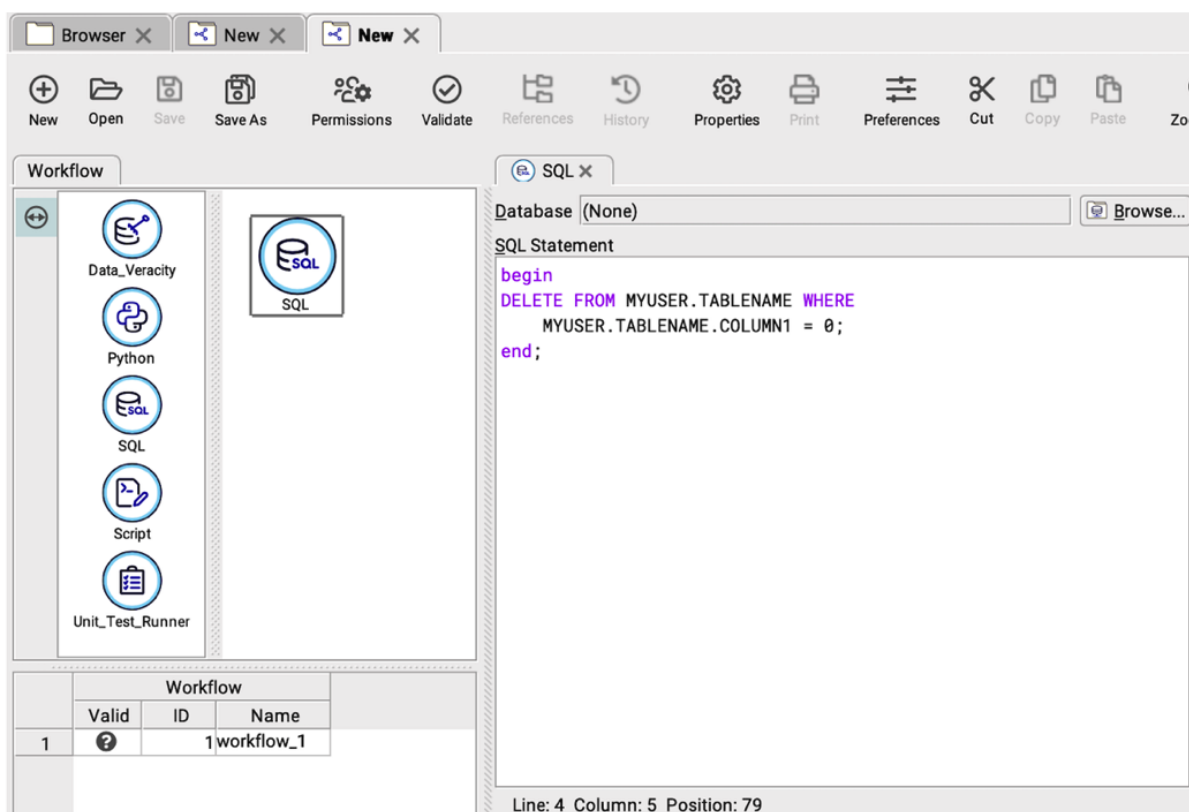 Browser New New
New Open Save Save As Permissions Validate References History Properties Print Preferences Cut Copy Paste
Workflow
Data_Veracity
Python
SQL
Script
Unit_Test_Runner
SQL
SQL
SQL
Database (None) Browse...
SQL Statement
begin
DELETE FROM MYUSER.TABLENAME WHERE
MYUSER.TABLENAME.COLUMN1 = 0;
end;
Workflow
Valid ID Name
1 1 workflow_1
Line: 4 Column: 5 Position: 79